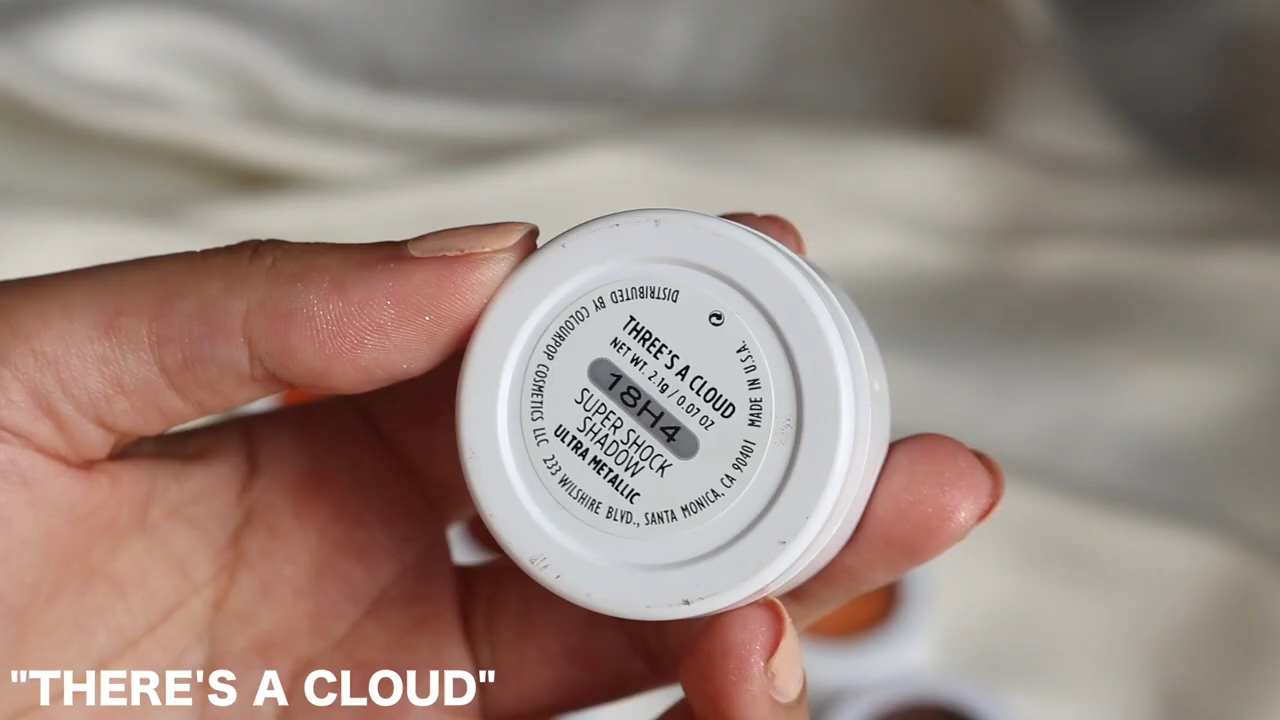 DISTRIBUTED BY COLOURPOP COSMETICS LLC 233 WILSHIRE BLVD., SANTA MONICA, CA 90401 MADE IN U.S.A.
THREE'S A CLOUD
NET WT. 2.1g / 0.07 OZ
18H4
SUPER SHOCK
SHADOW
ULTRA METALLIC
"THERE'S A CLOUD"